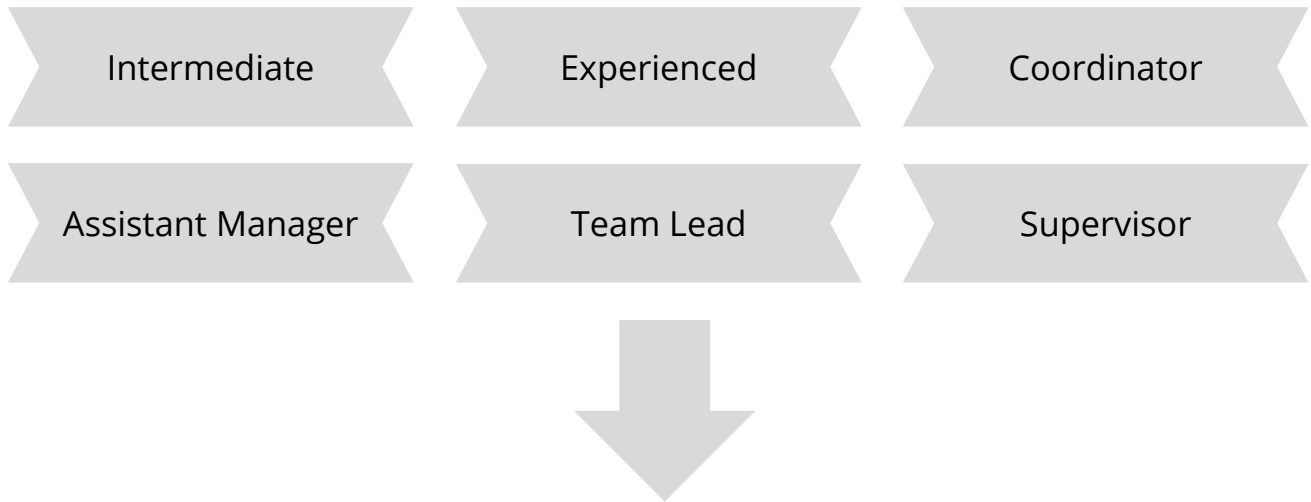 Intermediate
Experienced
Coordinator
Assistant Manager
Team Lead
Supervisor